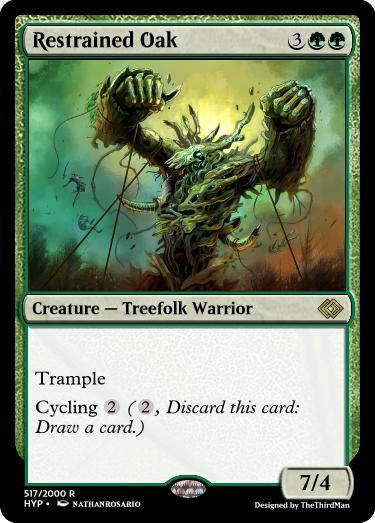 Restrained Oak 3
Creature — Treefolk Warrior
Trample
Cycling 2 ( 2, Discard this card:
Draw a card.)
7/4
517/2000 R
HYP • NATHANROSARIO
Designed by TheThirdMan